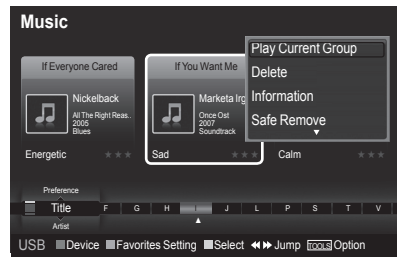 Music
Play Current Group
Delete
Information
Safe Remove
If Everyone Cared
Nickelback
All The Right Reas..
2005
Blues
Energetic
If You Want Me
Marketa Irg
Once Ost
2007
Soundtrack
Sad
Calm
Preference
Title F G H I J L P S T V
Artist
USB Device Favorites Setting Select Jump TOOLS Option